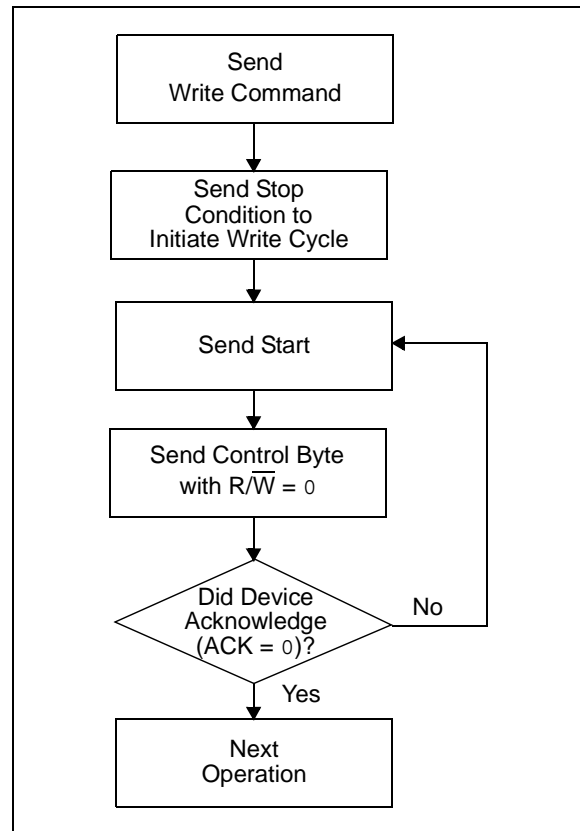 Send
Write Command
Send Stop
Condition to
Initiate Write Cycle
Send Start
Send Control Byte
with R/W̅ = 0
Did Device
Acknowledge
(ACK = 0)?
No
Yes
Next
Operation